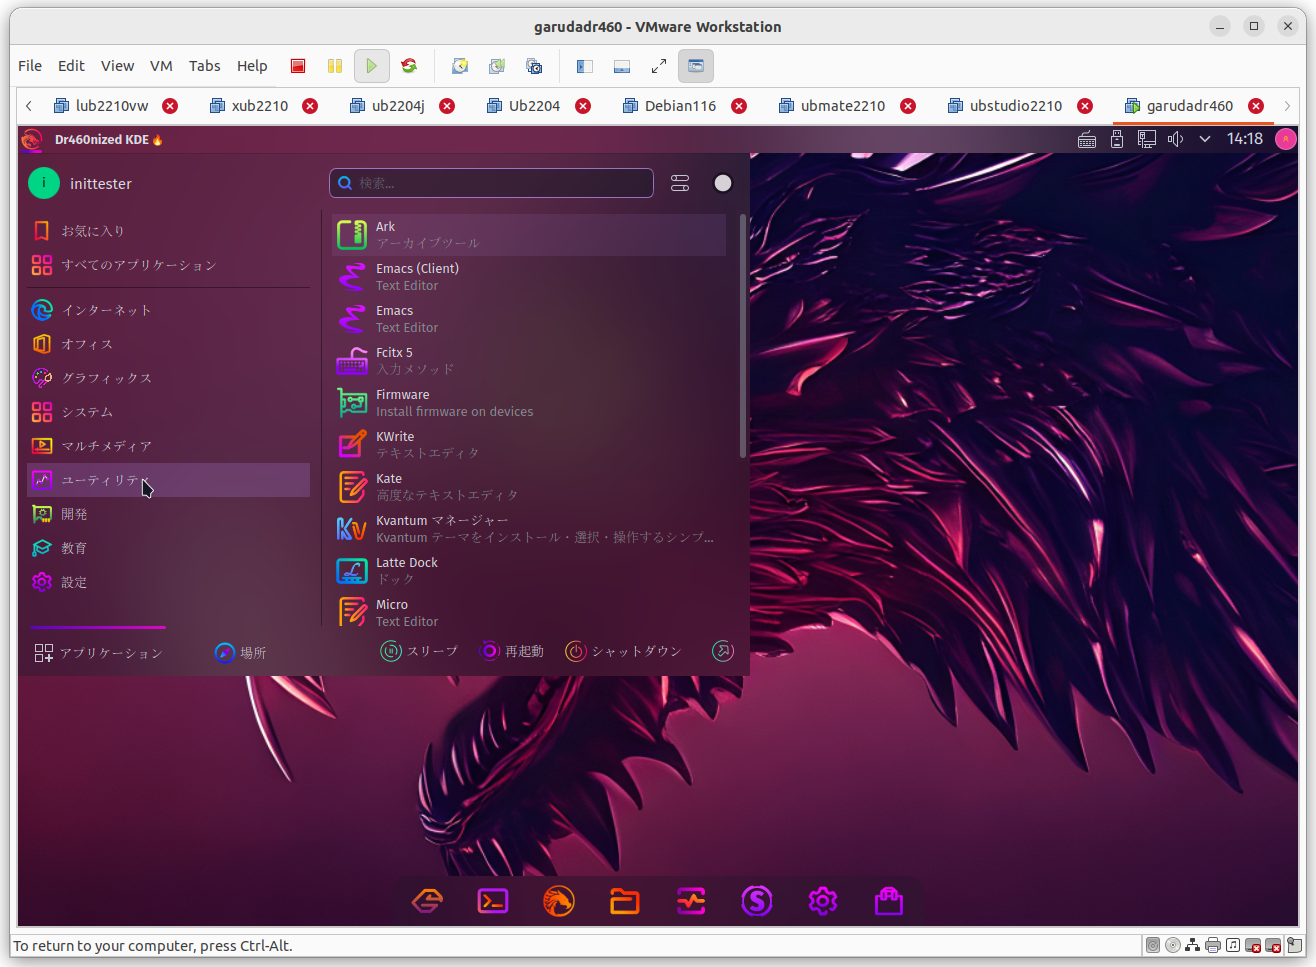 garudadr460 - VMware Workstation
File Edit View VM Tabs Help
lub2210vw xub2210 ub2204j Ub2204 Debian116 ubmate2210 ubstudio2210 garudadr460
Dr460nized KDE 14:18
i inittester
検索...
お気に入り
すべてのアプリケーション
インターネット
オフィス
グラフィックス
システム
マルチメディア
ユーティリティ
開発
教育
設定
Ark
アーカイブツール
Emacs (Client)
Text Editor
Emacs
Text Editor
Fcitx 5
入力メソッド
Firmware
Install firmware on devices
KWrite
テキストエディタ
Kate
高度なテキストエディタ
Kvantum マネージャー
Kvantum テーマをインストール・選択・操作するシンプ...
Latte Dock
ドック
Micro
Text Editor
アプリケーション 場所 スリープ 再起動 シャットダウン
To return to your computer, press Ctrl-Alt.